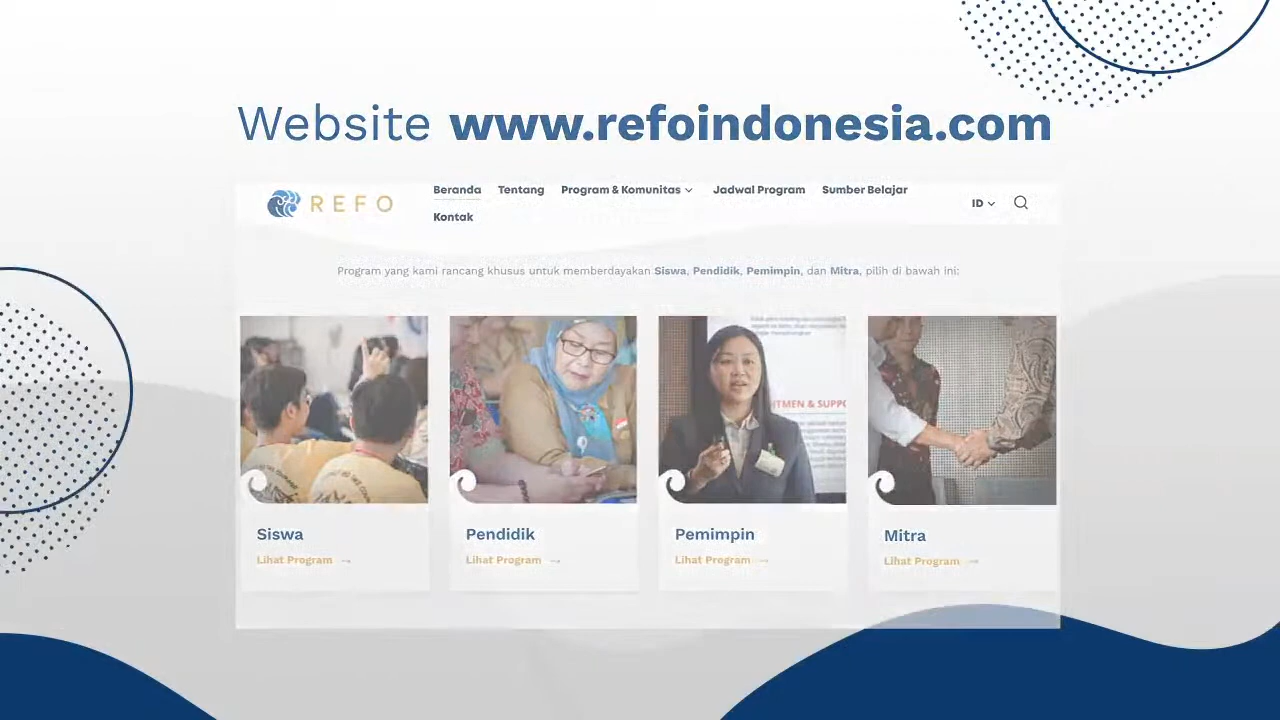 Website www.refoindonesia.com
REFO
Beranda Tentang Program & Komunitas Jadwal Program Sumber Belajar
Kontak
ID
Program yang kami rancang khusus untuk memberdayakan Siswa, Pendidik, Pemimpin, dan Mitra, pilih di bawah ini:
ITMEN & SUPPO
Siswa
Lihat Program →
Pendidik
Lihat Program →
Pemimpin
Lihat Program →
Mitra
Lihat Program →